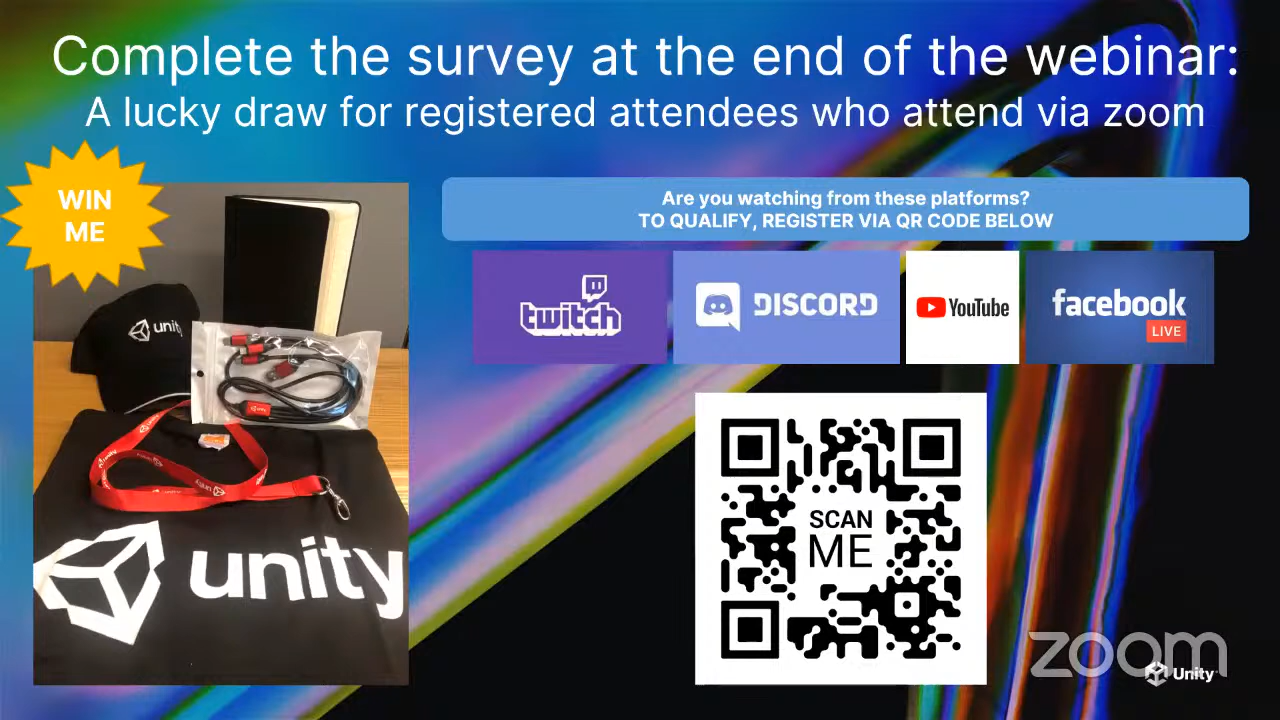 Complete the survey at the end of the webinar:
A lucky draw for registered attendees who attend via zoom
WIN
ME
Are you watching from these platforms?
TO QUALIFY, REGISTER VIA QR CODE BELOW
twitch
DISCORD
YouTube
facebook
LIVE
unity
unity
SCAN
ME
zoom
Unity